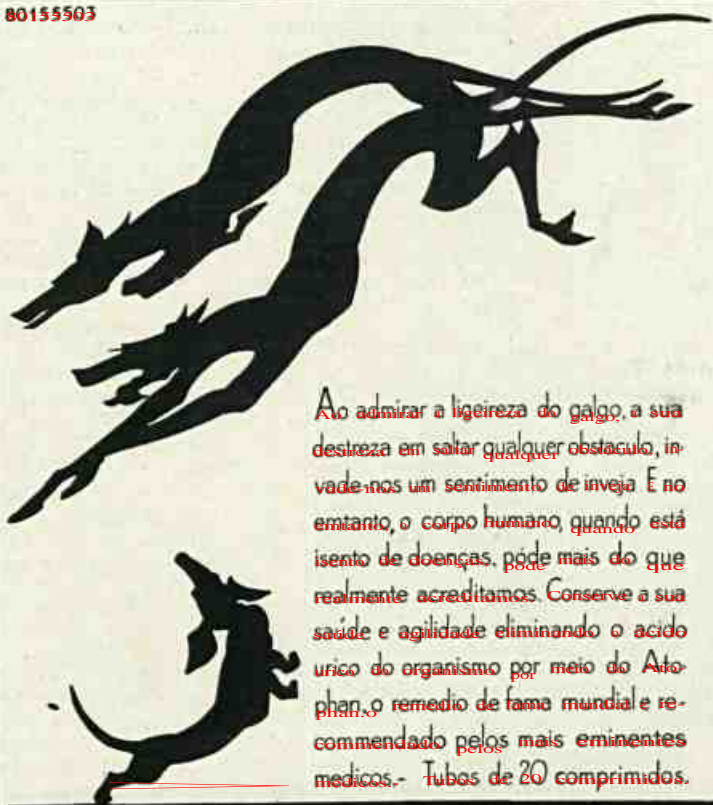 80155503
Ao admirar a ligeireza do galgo, a sua
destreza em saltar qualquer obstaculo, in-
vade-nos um sentimento de inveja. E no
emtanto, o corpo humano, quando está
isento de doenças, póde mais do que
realmente acreditamos. Conserve a sua
saúde e agilidade eliminando o acido
urico do organismo por meio do Ato-
phan, o remedio de fama mundial e re-
commendado pelos mais eminentes
medicos.- Tubos de 20 comprimidos.